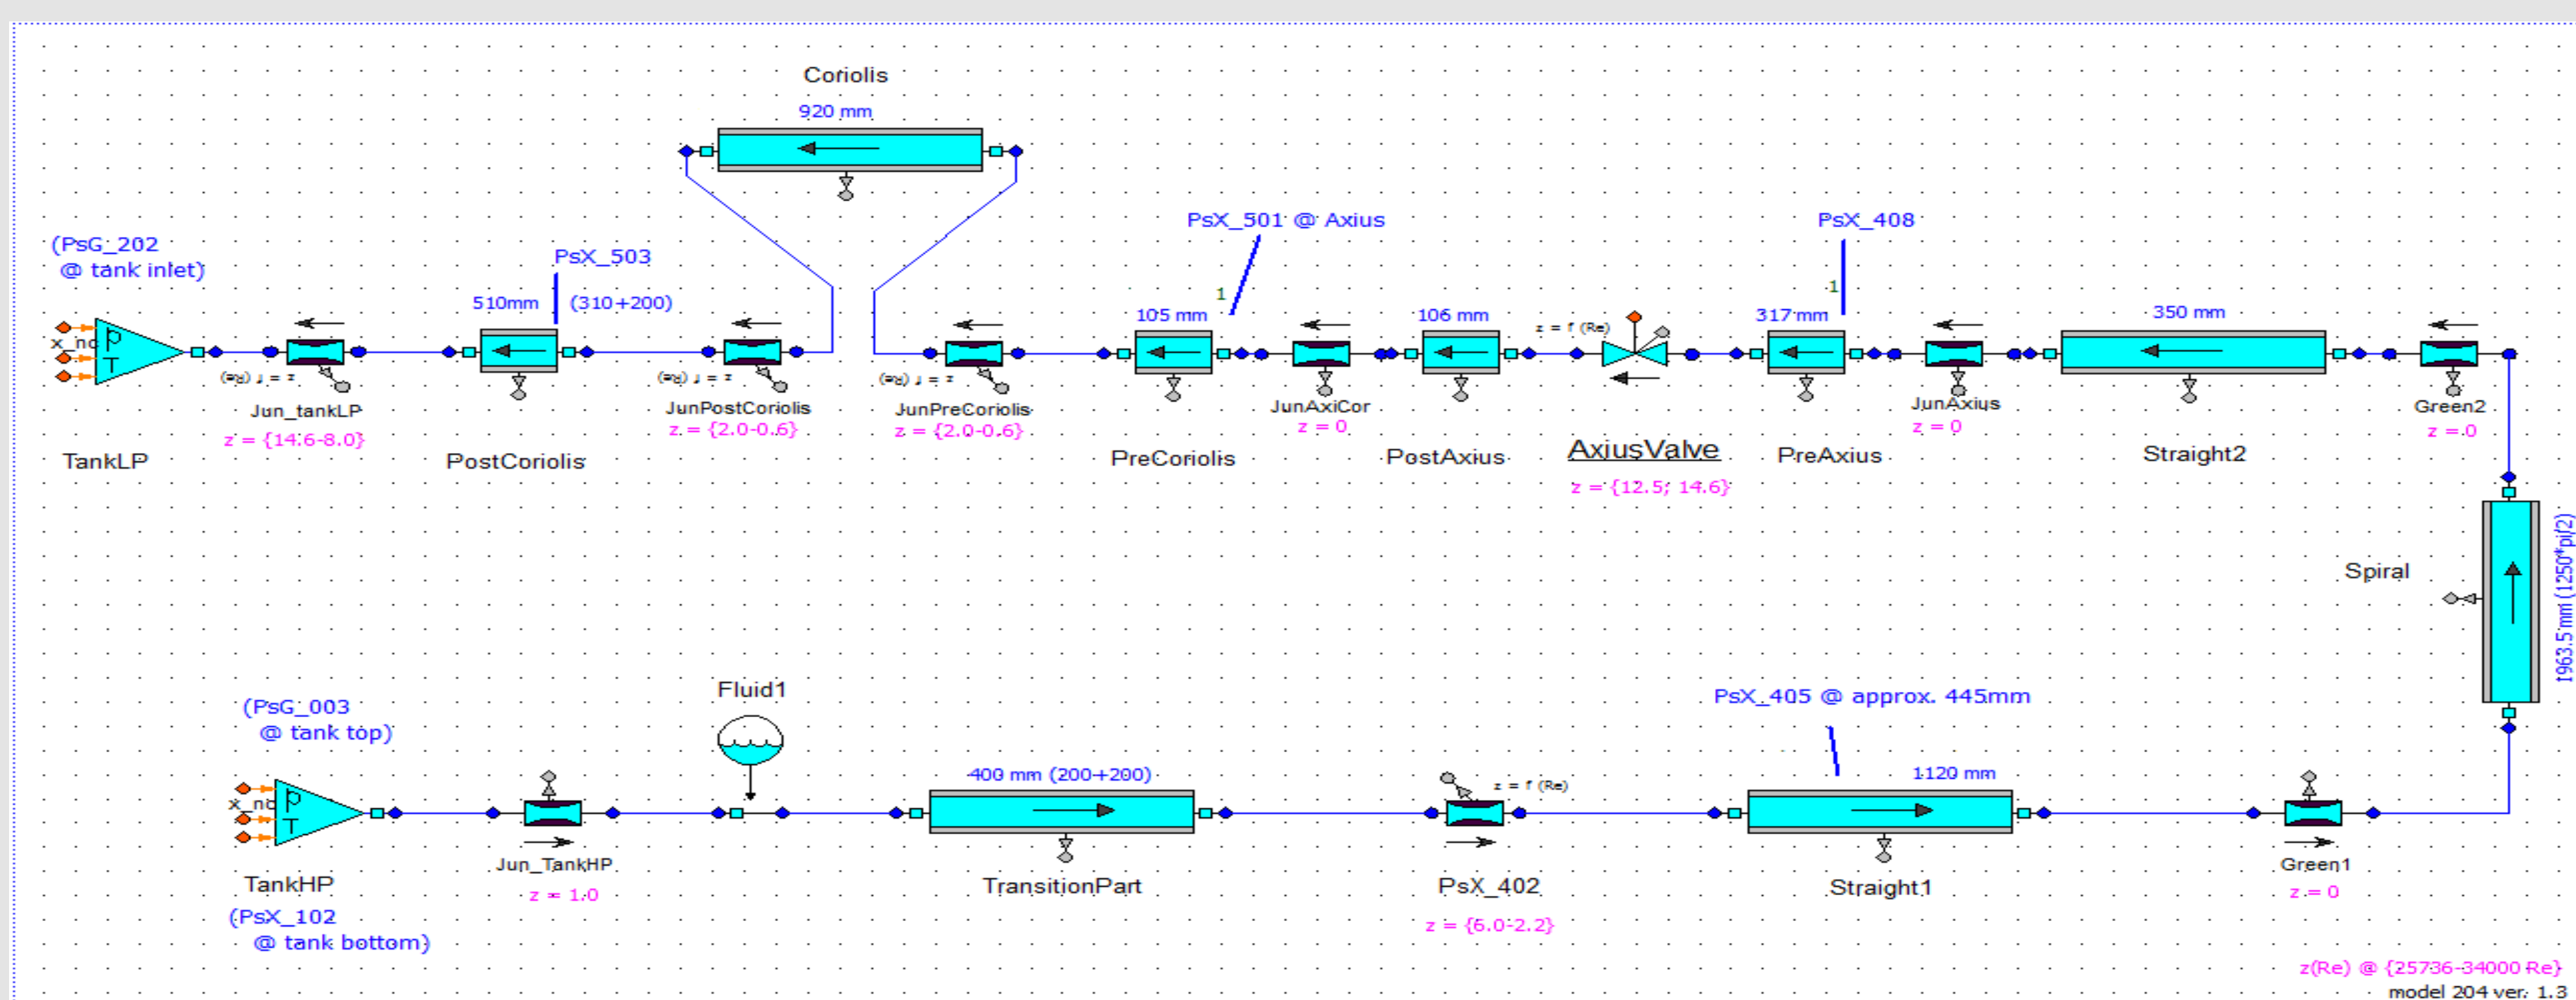 Coriolis
920 mm
PsX_501 @ Axius
PsX_408
(PsG_202
@ tank inlet)
PsX_503
510mm
(310+200)
1
105 mm
106 mm
z = f (Re)
1
317 mm
350 mm
x_nc
p
T
z = f (Re)
z = f (Re)
z = f (Re)
Jun_tankLP
z = {14.6-8.0}
JunPostCoriolis
z = {2.0-0.6}
JunPreCoriolis
z = {2.0-0.6}
JunAxiCor
z = 0
JunAxius
z = 0
Green2
z = 0
TankLP
PostCoriolis
PreCoriolis
PostAxius
AxiusValve
z = {12.5; 14.6}
PreAxius
Straight2
Spiral
1963.5 mm (1250*pi/2)
(PsG_003
@ tank top)
Fluid1
PsX_405 @ approx. 445mm
400 mm (200+200)
z = f (Re)
1120 mm
x_nc
p
T
Jun_TankHP
z = 1.0
TankHP
(PsX_102
@ tank bottom)
TransitionPart
PsX_402
z = {6.0-2.2}
Straight1
Green1
z = 0
z(Re) @ {25736-34000 Re}
model 204 ver. 1.3